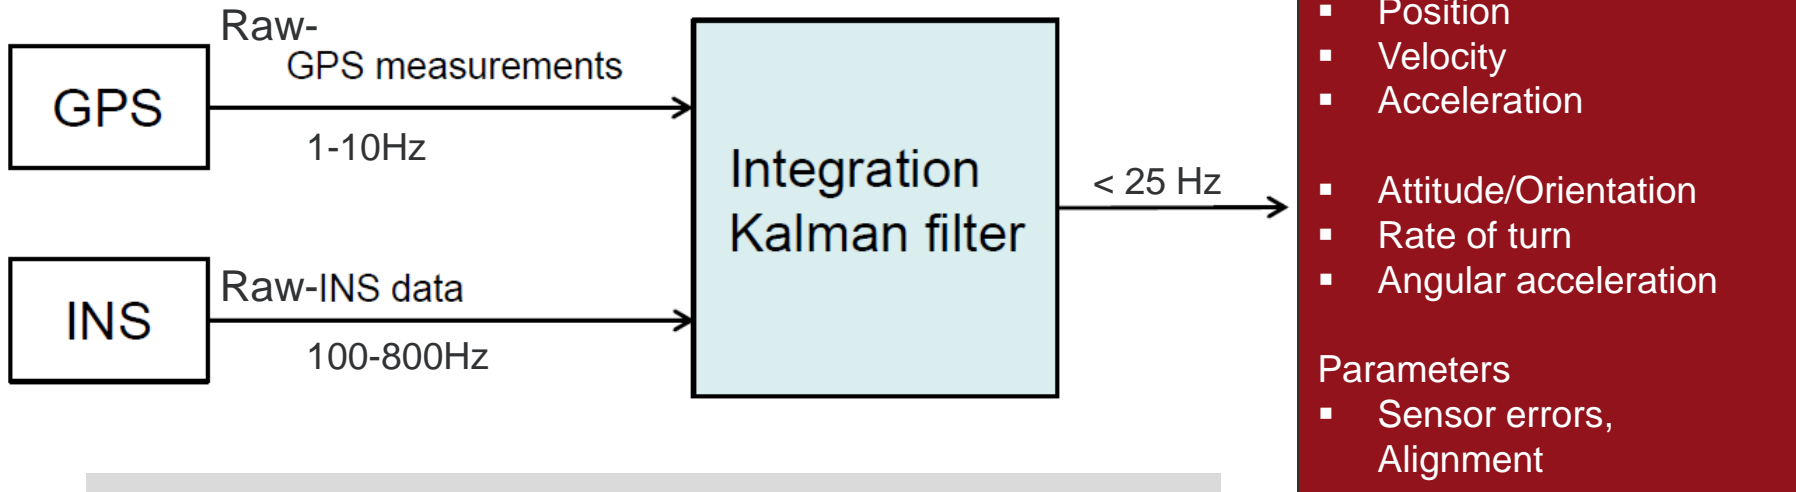 Raw-
GPS measurements
GPS
1-10Hz
Integration
Kalman filter
< 25 Hz
Raw-INS data
INS
100-800Hz
▪ Position
▪ Velocity
▪ Acceleration
▪ Attitude/Orientation
▪ Rate of turn
▪ Angular acceleration
Parameters
▪ Sensor errors,
Alignment